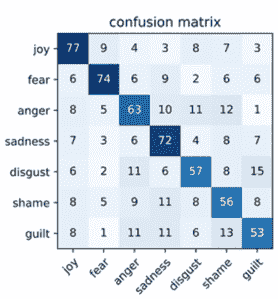 confusion matrix
joy 77 9 4 3 8 7 3
fear 6 74 6 9 2 6 6
anger 8 5 63 10 11 12 1
sadness 7 3 6 72 4 8 7
disgust 6 2 11 6 57 8 15
shame 8 5 9 11 8 56 8
guilt 8 1 11 11 6 13 53
joy fear anger sadness disgust shame guilt